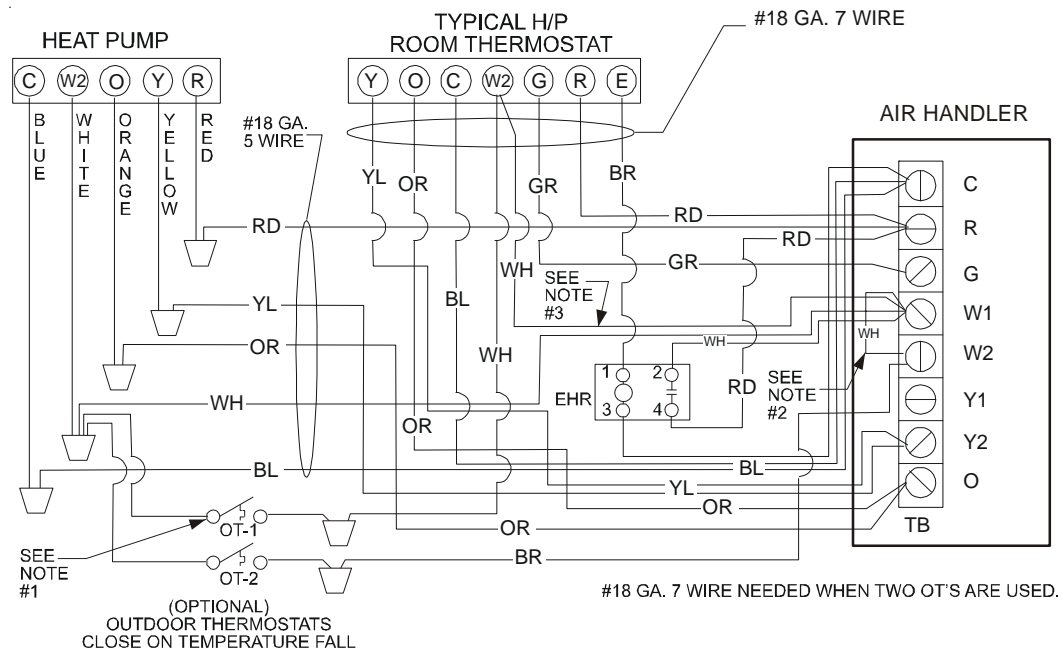 TYPICAL H/P
ROOM THERMOSTAT
#18 GA. 7 WIRE
HEAT PUMP
C W2 O Y R
Y O C W2 G R E
BLUE
WHITE
ORANGE
YELLOW
RED
#18 GA.
5 WIRE
AIR HANDLER
YL
OR
GR
BR
C
RD
RD
R
RD
WH
GR
G
SEE
NOTE
#3
BL
YL
W1
OR
WH
WH
WH
W2
1
2
EHR
3
4
RD
SEE
NOTE
#2
WH
Y1
OR
Y2
BL
BL
YL
O
OR
OT-1
OR
TB
SEE
NOTE
#1
BR
OT-2
#18 GA. 7 WIRE NEEDED WHEN TWO OT'S ARE USED.
(OPTIONAL)
OUTDOOR THERMOSTATS
CLOSE ON TEMPERATURE FALL